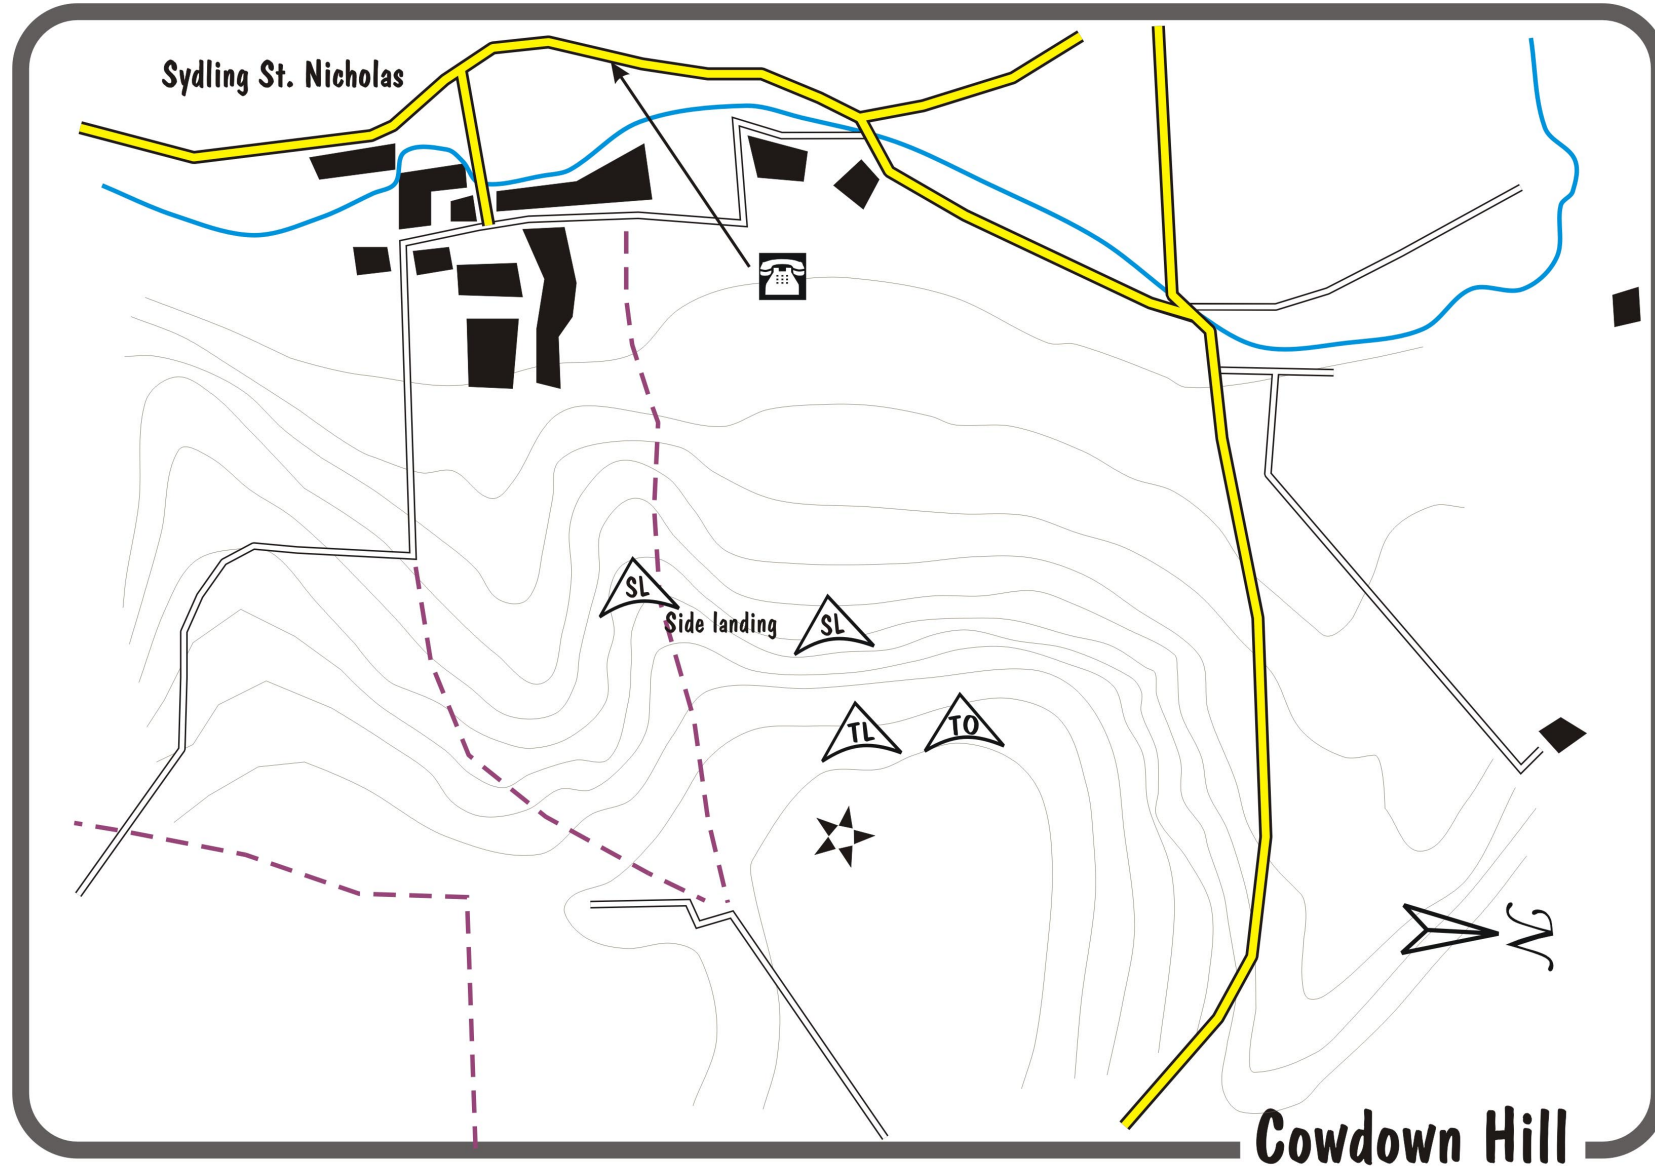 Sydling St. Nicholas
SL
Side landing
SL
TL
TO
N
Cowdown Hill